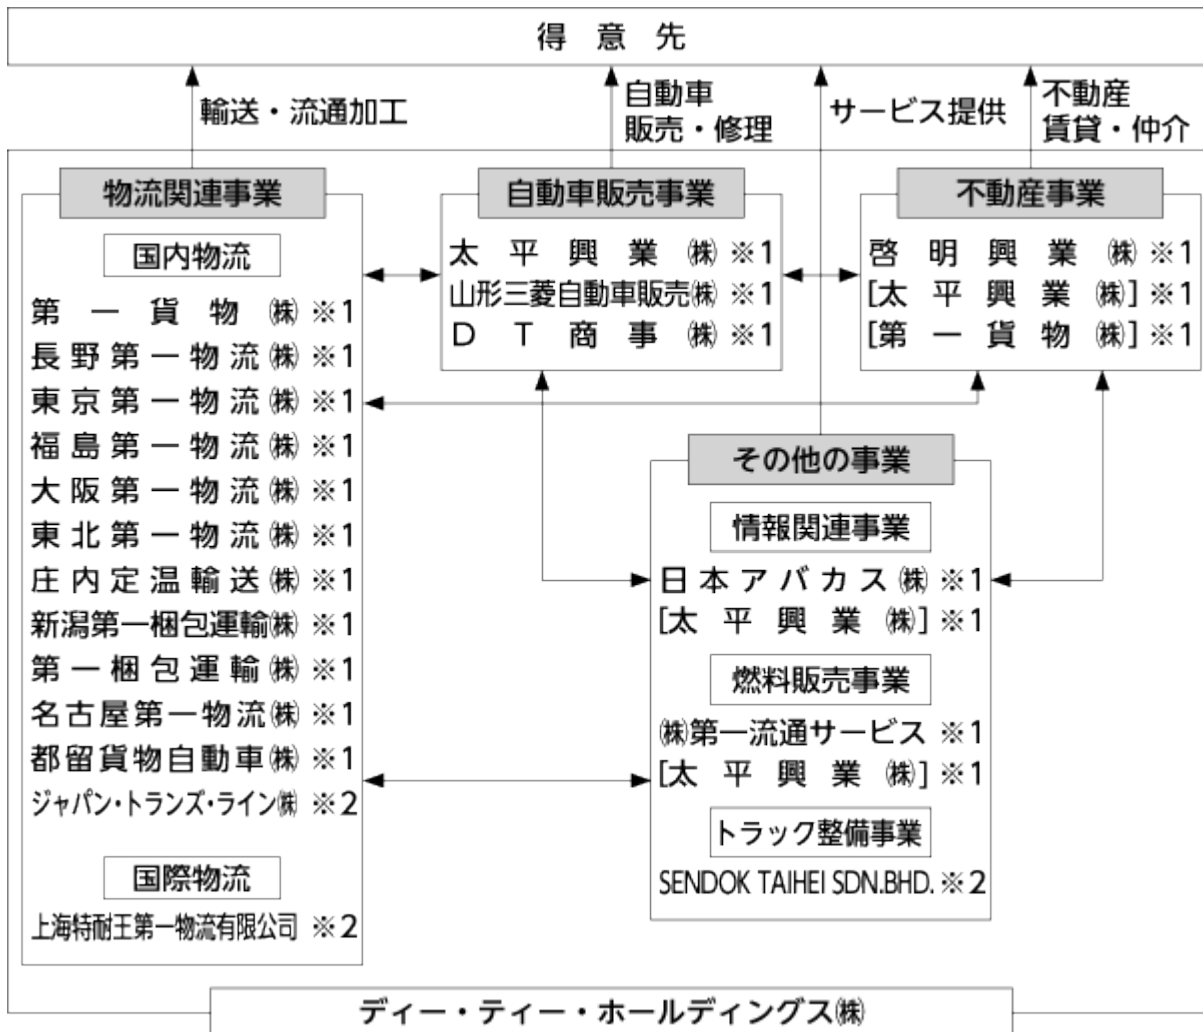 得意先
輸送・流通加工
自動車
販売・修理
サービス提供
不動産
賃貸・仲介
物流関連事業
国内物流
第一貨物㈱ ※1
長野第一物流㈱ ※1
東京第一物流㈱ ※1
福島第一物流㈱ ※1
大阪第一物流㈱ ※1
東北第一物流㈱ ※1
庄内定温輸送㈱ ※1
新潟第一梱包運輸㈱ ※1
第一梱包運輸㈱ ※1
名古屋第一物流㈱ ※1
都留貨物自動車㈱ ※1
ジャパン・トランズ・ライン㈱ ※2
国際物流
上海特耐王第一物流有限公司 ※2
自動車販売事業
太平興業㈱ ※1
山形三菱自動車販売㈱ ※1
DT商事㈱ ※1
不動産事業
啓明興業㈱ ※1
[太平興業㈱] ※1
[第一貨物㈱] ※1
その他の事業
情報関連事業
日本アバカス㈱ ※1
[太平興業㈱] ※1
燃料販売事業
㈱第一流通サービス ※1
[太平興業㈱] ※1
トラック整備事業
SENDOK TAIHEI SDN.BHD. ※2
ディー・ティー・ホールディングス㈱